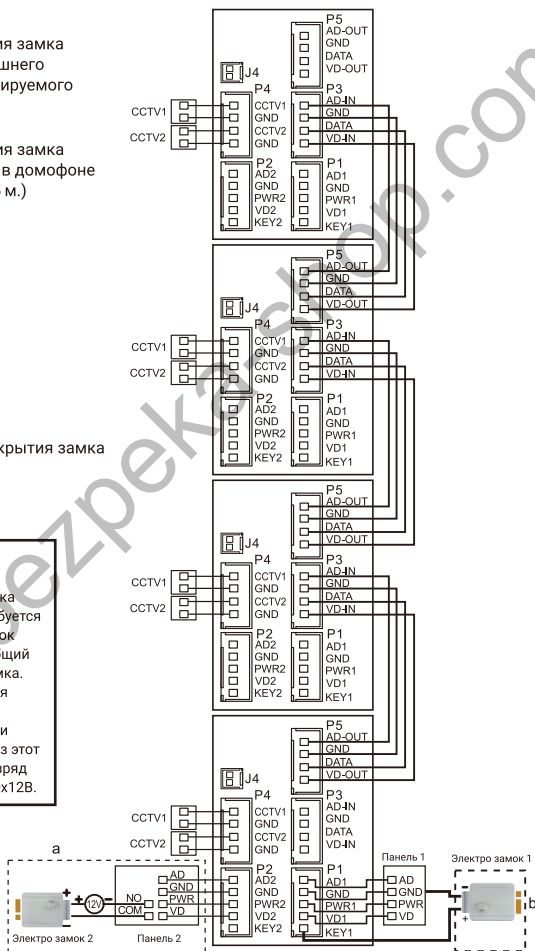 ия замка
шнего
ируемого
ия замка
в домофоне
5 м.)
крытия замка
ка
буется
ок
бщий
мка.
ия
и
з этот
зряд
х12В.
bezpeka-shop.com
P5
AD-OUT
GND
DATA
VD-OUT
J4
P4
CCTV1
GND
CCTV2
GND
P3
AD-IN
GND
DATA
VD-IN
CCTV1
CCTV2
P2
AD2
GND
PWR2
VD2
KEY2
P1
AD1
GND
PWR1
VD1
KEY1
P5
AD-OUT
GND
DATA
VD-OUT
J4
P4
CCTV1
GND
CCTV2
GND
P3
AD-IN
GND
DATA
VD-IN
CCTV1
CCTV2
P2
AD2
GND
PWR2
VD2
KEY2
P1
AD1
GND
PWR1
VD1
KEY1
P5
AD-OUT
GND
DATA
VD-OUT
J4
P4
CCTV1
GND
CCTV2
GND
P3
AD-IN
GND
DATA
VD-IN
CCTV1
CCTV2
P2
AD2
GND
PWR2
VD2
KEY2
P1
AD1
GND
PWR1
VD1
KEY1
P5
AD-OUT
GND
DATA
VD-OUT
J4
P4
CCTV1
GND
CCTV2
GND
P3
AD-IN
GND
DATA
VD-IN
CCTV1
CCTV2
P2
AD2
GND
PWR2
VD2
KEY2
P1
AD1
GND
PWR1
VD1
KEY1
a
+ 12V -
NO
COM
AD
GND
PWR
VD
Электро замок 2
Панель 2
Панель 1
AD
GND
PWR
VD
Электро замок 1
b